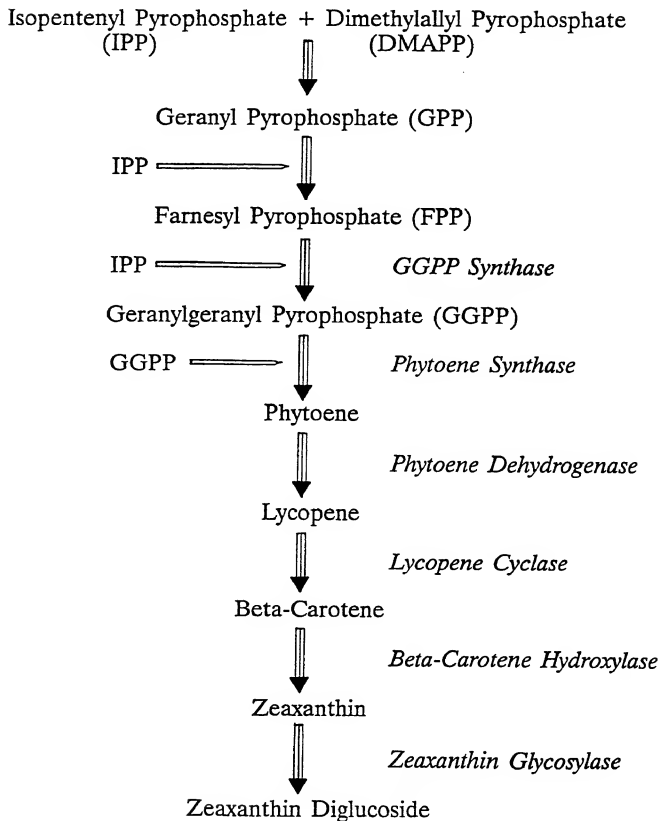 Isopentenyl Pyrophosphate + Dimethylallyl Pyrophosphate
(IPP) (DMAPP)
Geranyl Pyrophosphate (GPP)
IPP
Farnesyl Pyrophosphate (FPP)
IPP GGPP Synthase
Geranylgeranyl Pyrophosphate (GGPP)
GGPP Phytoene Synthase
Phytoene
Phytoene Dehydrogenase
Lycopene
Lycopene Cyclase
Beta-Carotene
Beta-Carotene Hydroxylase
Zeaxanthin
Zeaxanthin Glycosylase
Zeaxanthin Diglucoside